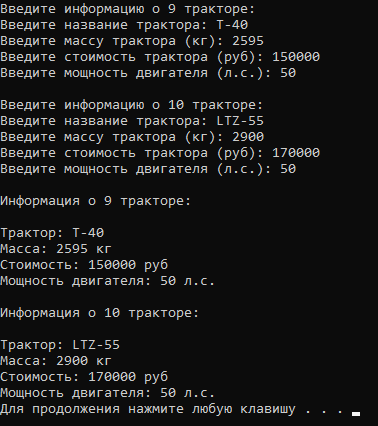 Введите информацию о 9 тракторе:
Введите название трактора: T-40
Введите массу трактора (кг): 2595
Введите стоимость трактора (руб): 150000
Введите мощность двигателя (л.с.): 50
Введите информацию о 10 тракторе:
Введите название трактора: LTZ-55
Введите массу трактора (кг): 2900
Введите стоимость трактора (руб): 170000
Введите мощность двигателя (л.с.): 50
Информация о 9 тракторе:
Трактор: T-40
Масса: 2595 кг
Стоимость: 150000 руб
Мощность двигателя: 50 л.с.
Информация о 10 тракторе:
Трактор: LTZ-55
Масса: 2900 кг
Стоимость: 170000 руб
Мощность двигателя: 50 л.с.
Для продолжения нажмите любую клавишу . . .